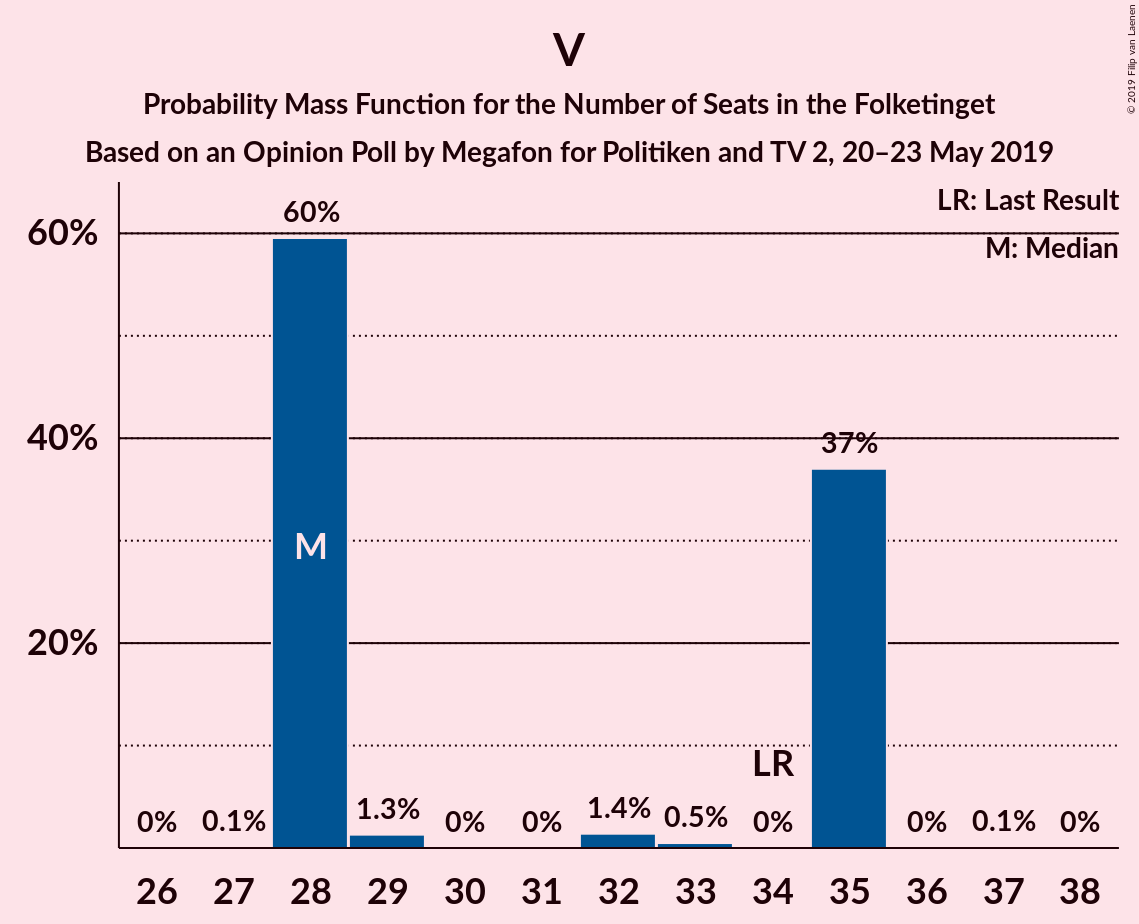 V
Probability Mass Function for the Number of Seats in the Folketinget
Based on an Opinion Poll by Megafon for Politiken and TV 2, 20–23 May 2019
© 2019 Filip van Laenen
LR: Last Result
M: Median
60%
40%
20%
60%
37%
M
LR
0% 0.1% 1.3% 0% 0% 1.4% 0.5% 0% 0% 0.1% 0%
26 27 28 29 30 31 32 33 34 35 36 37 38